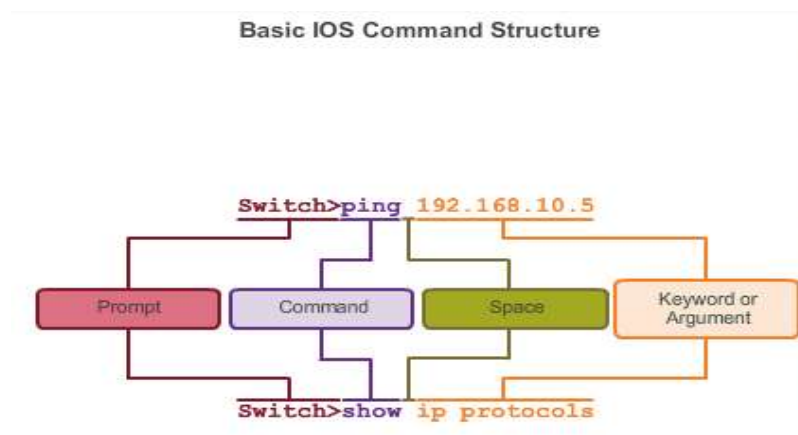 Basic IOS Command Structure
Switch>ping 192.168.10.5
Prompt
Command
Space
Keyword or
Argument
Switch>show ip protocols